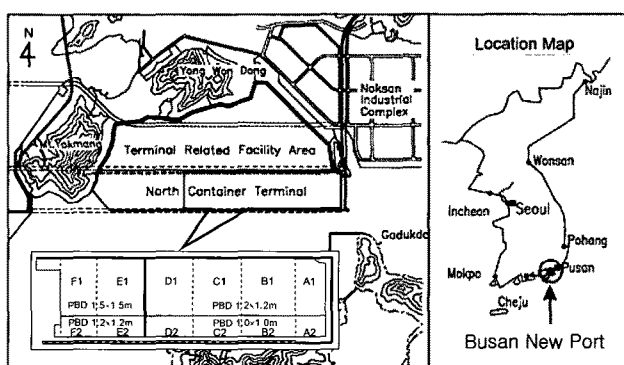 N
4
Yong Won Dong
Noksan
Industrial
Complex
Mt Yokmang
Terminal Related Facility Area
North Container Terminal
Gadukdo
F1 E1 D1 C1 B1 A1
PBD 1.5×1.5m PBD 1.2×1.2m
PBD 1.2×1.2m PBD 1.0×1.0m
F2 E2 D2 C2 B2 A2
Location Map
Najin
Wonsan
Incheon
Seoul
Pohang
Mokpo
Pusan
Cheju
Busan New Port